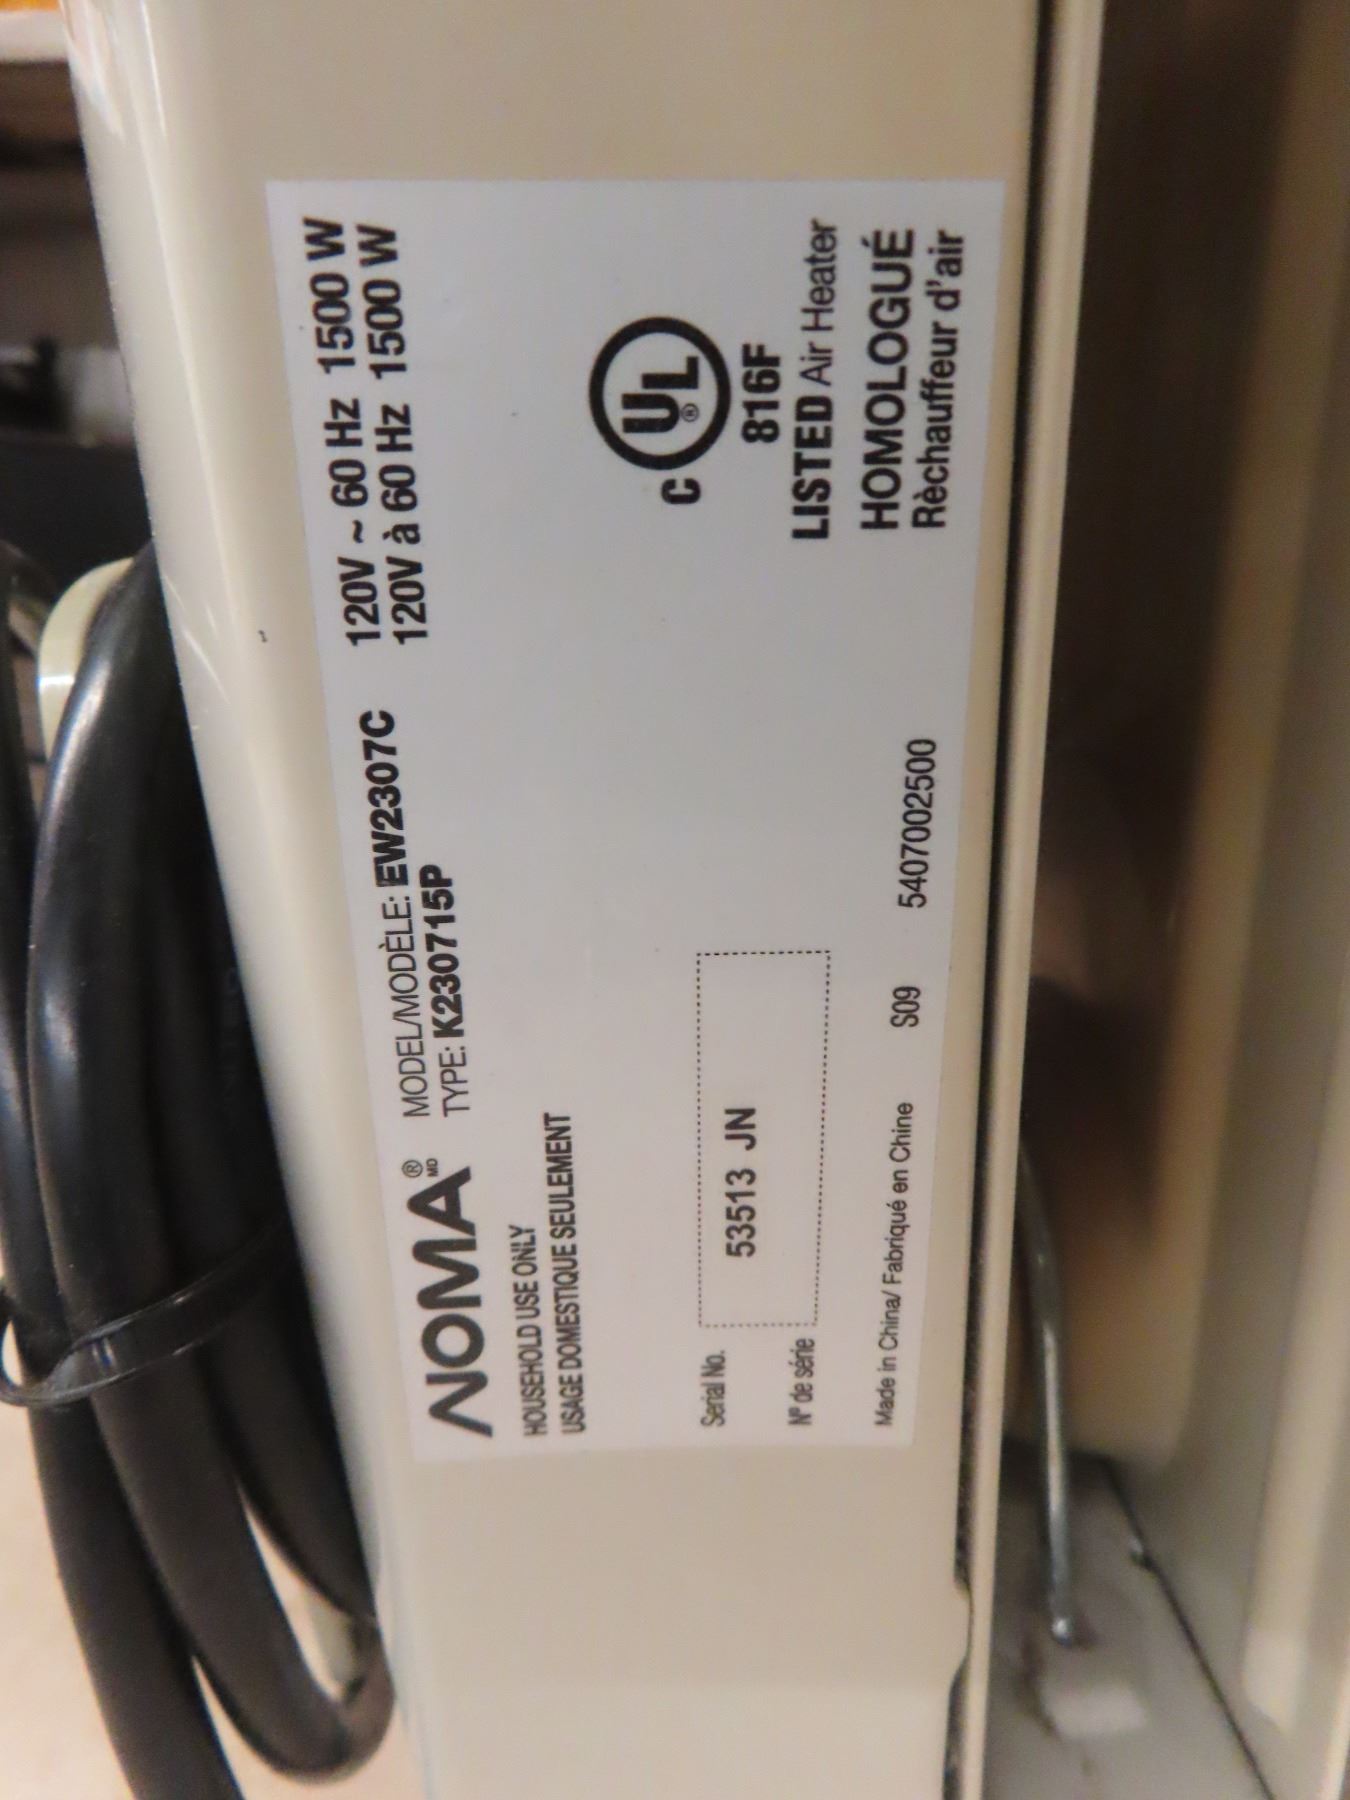 NOMA®MD MODEL/MODÈLE: EW2307C 120V ~ 60 Hz 1500 W
TYPE: K230715P 120V à 60 Hz 1500 W
HOUSEHOLD USE ONLY
USAGE DOMESTIQUE SEULEMENT
C UL®
816F
LISTED Air Heater
HOMOLOGUÉ
Rèchauffeur d'air
Serial No. 53513 JN
Nº de série
Made in China/ Fabriqué en Chine S09 5407002500